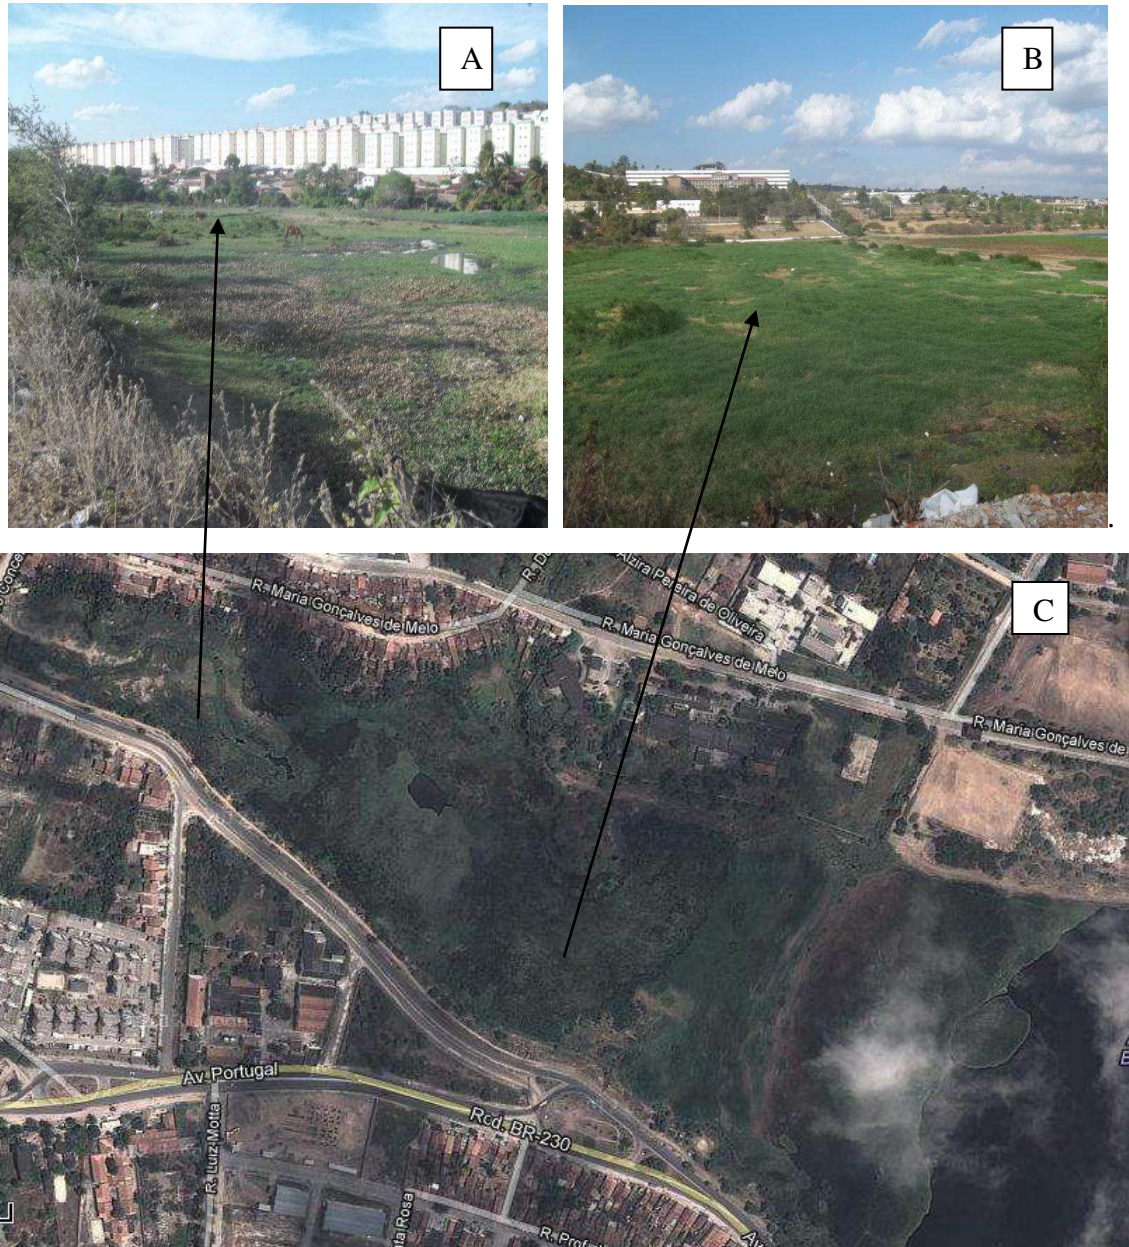 A
B
.
R. Maria Gonçalves de Melo
Alzira Pereira de Oliveira
R. Maria Gonçalves de Melo
C
R. Maria Gonçalves de
Av. Portugal
Rod. BR-230
R. Luiz Motta